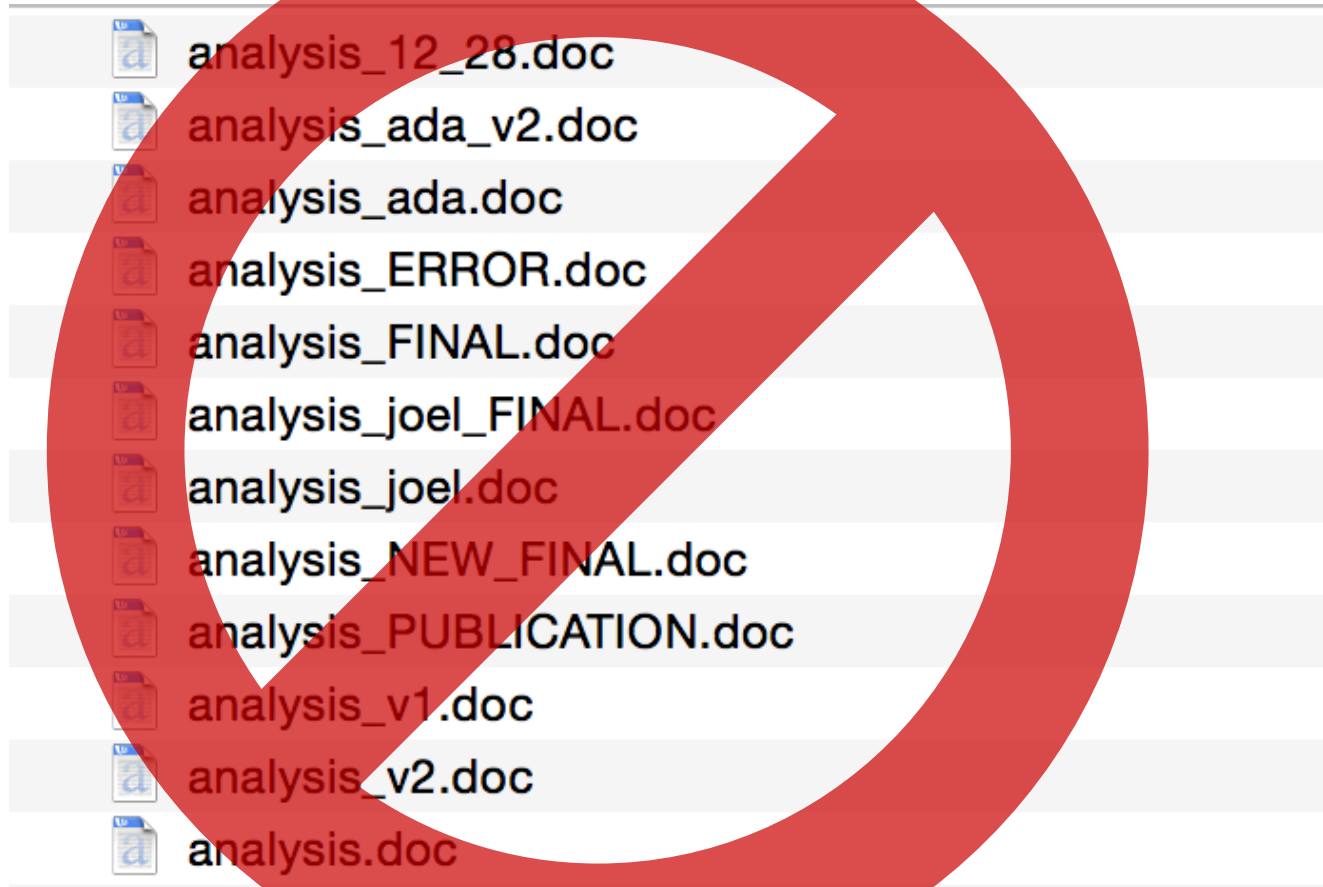 analysis_12_28.doc
analysis_ada_v2.doc
analysis_ada.doc
analysis_ERROR.doc
analysis_FINAL.doc
analysis_joel_FINAL.doc
analysis_joel.doc
analysis_NEW_FINAL.doc
analysis_PUBLICATION.doc
analysis_v1.doc
analysis_v2.doc
analysis.doc